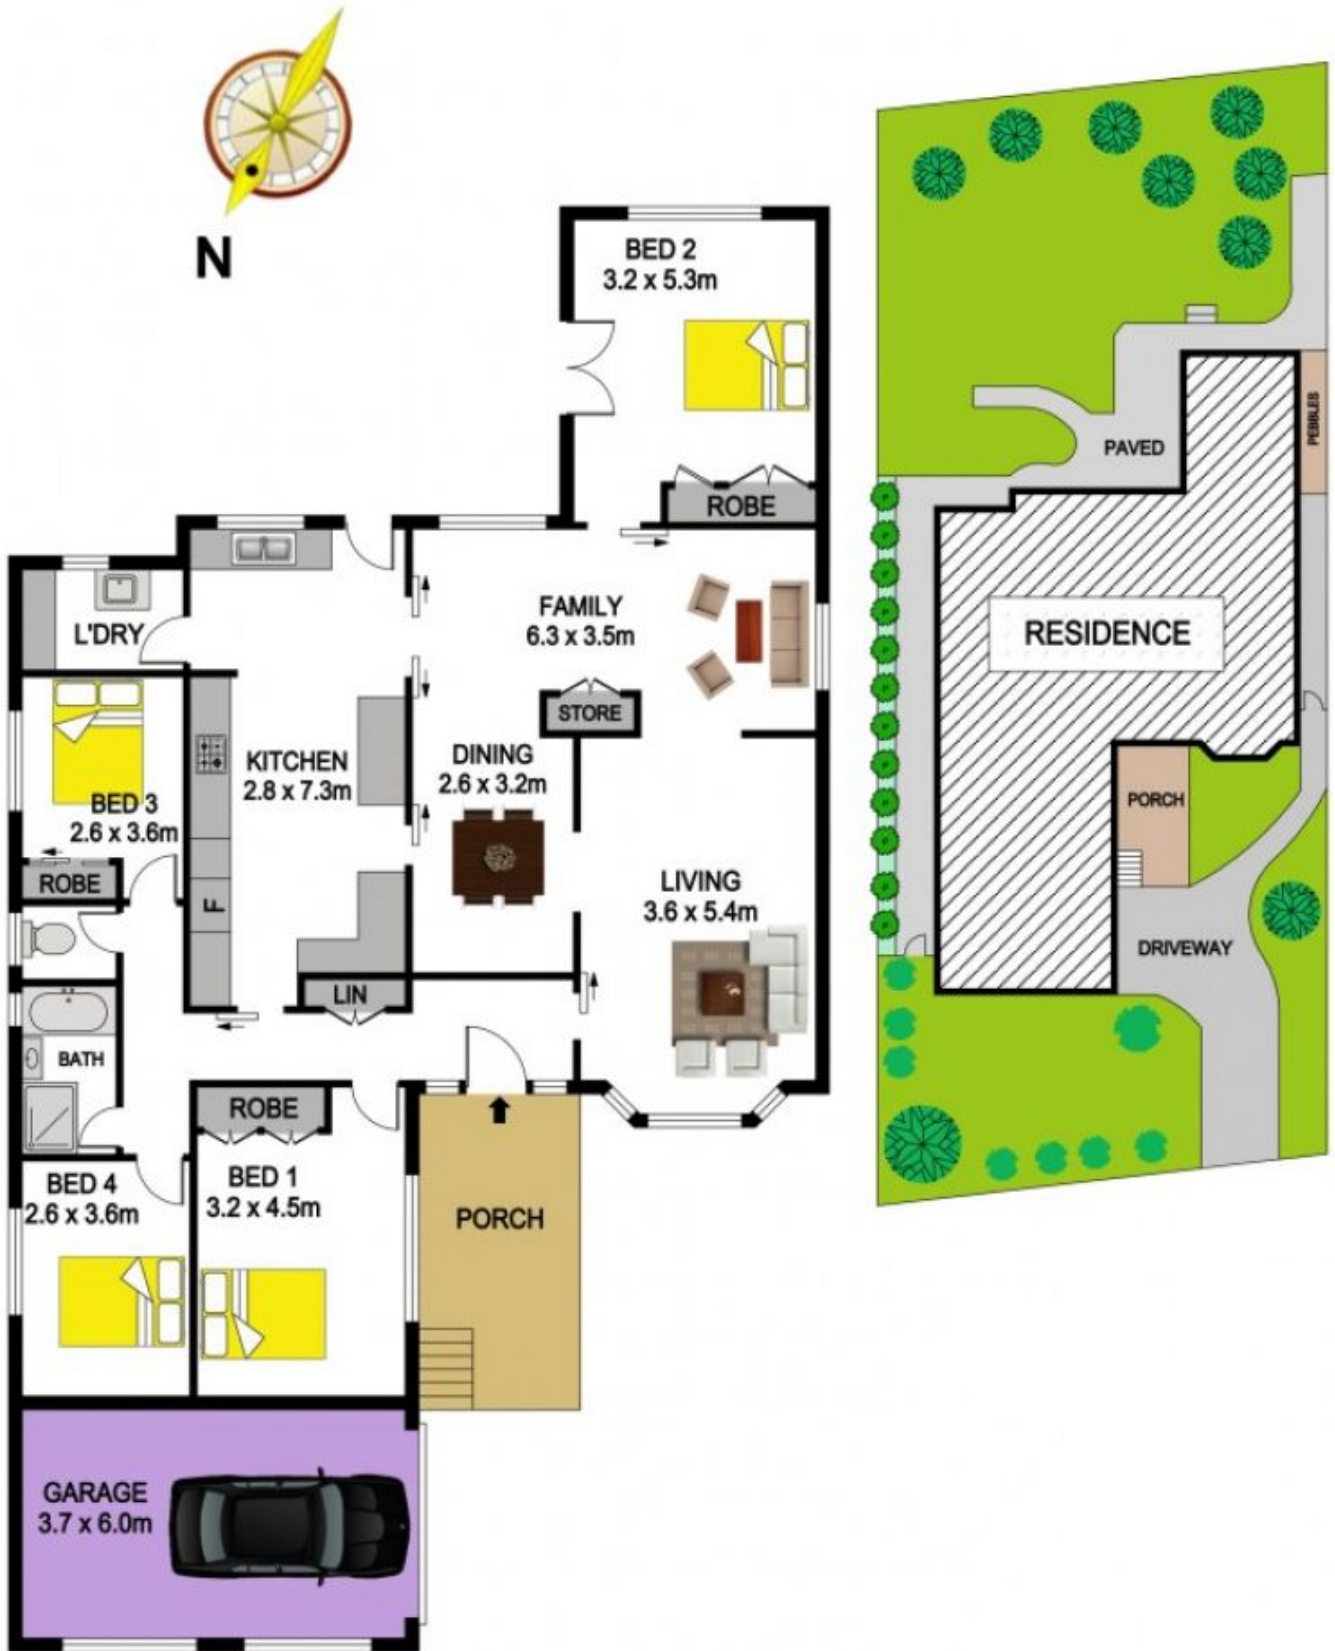 N
BED 2
3.2 x 5.3m
ROBE
L'DRY
FAMILY
6.3 x 3.5m
STORE
KITCHEN
2.8 x 7.3m
DINING
2.6 x 3.2m
BED 3
2.6 x 3.6m
ROBE
F
LIVING
3.6 x 5.4m
LIN
BATH
ROBE
BED 4
2.6 x 3.6m
BED 1
3.2 x 4.5m
PORCH
GARAGE
3.7 x 6.0m
PEBBLES
PAVED
RESIDENCE
PORCH
DRIVEWAY